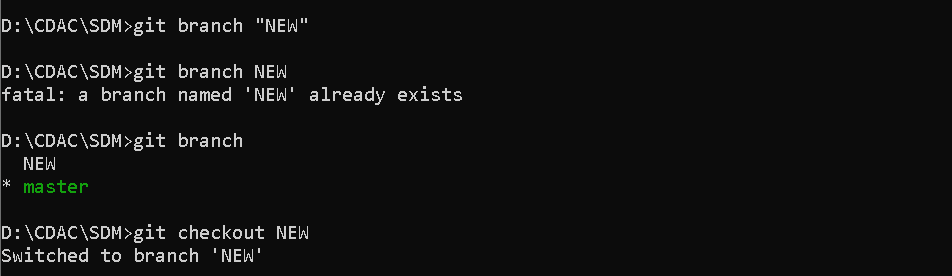 D:\CDAC\SDM>git branch "NEW"
D:\CDAC\SDM>git branch NEW
fatal: a branch named 'NEW' already exists
D:\CDAC\SDM>git branch
  NEW
* master
D:\CDAC\SDM>git checkout NEW
Switched to branch 'NEW'